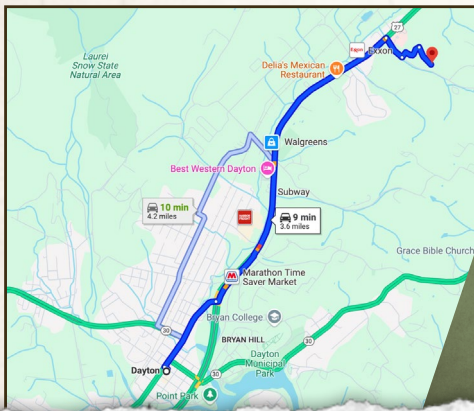 27
Laurel
Snow State
Natural Area
Exxon
Delia's Mexican
Restaurant
Walgreens
Best Western Dayton
Subway
10 min
4.2 miles
9 min
3.6 miles
Grace Bible Church
Marathon Time
Saver Market
Bryan College
30
BRYAN HILL
30
Dayton
Municipal
Park
Dayton
30
Point Park